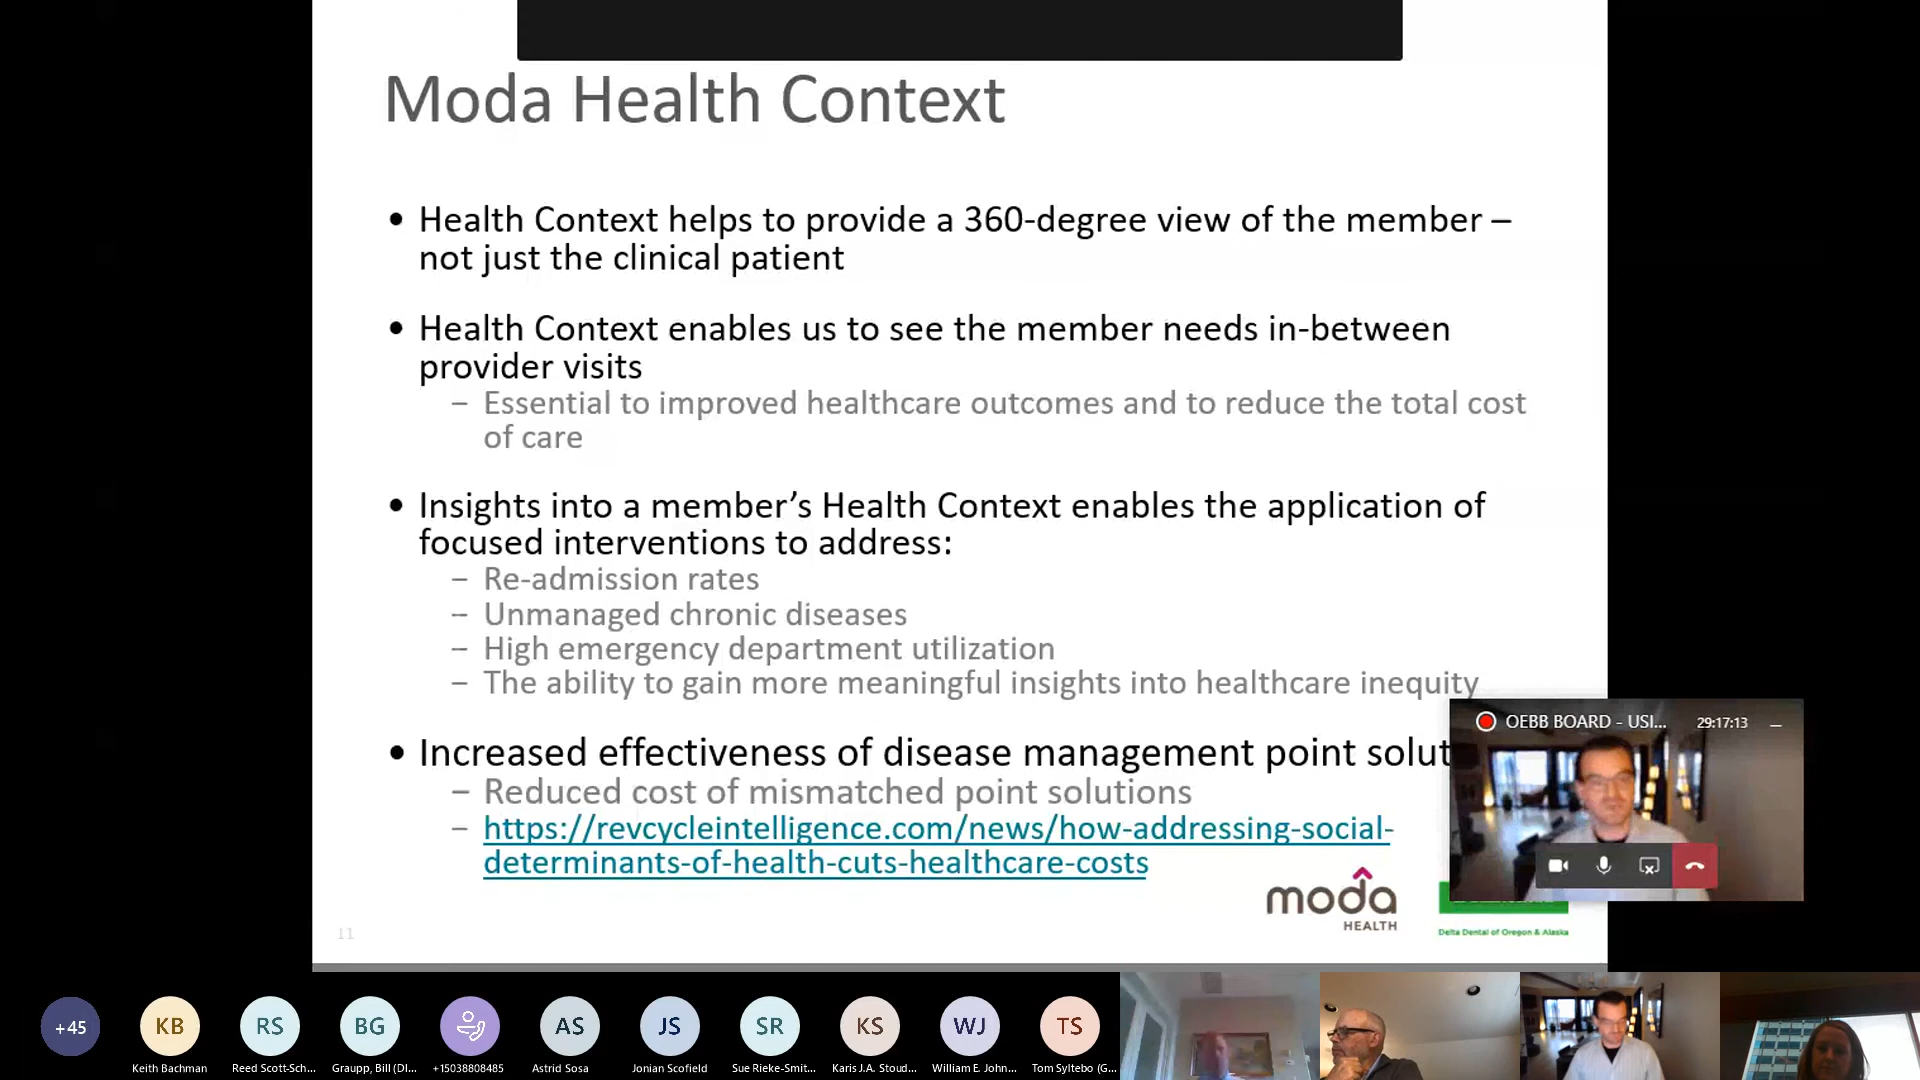 Moda Health Context
• Health Context helps to provide a 360-degree view of the member –
not just the clinical patient
• Health Context enables us to see the member needs in-between
provider visits
– Essential to improved healthcare outcomes and to reduce the total cost
of care
• Insights into a member’s Health Context enables the application of
focused interventions to address:
– Re-admission rates
– Unmanaged chronic diseases
– High emergency department utilization
– The ability to gain more meaningful insights into healthcare inequity
• Increased effectiveness of disease management point solut
– Reduced cost of mismatched point solutions
– https://revcycleintelligence.com/news/how-addressing-social-
determinants-of-health-cuts-healthcare-costs
OEBB BOARD - USI... 29:17:13
moda
HEALTH
Delta Dental of Oregon & Alaska
11
+45
KB
RS
BG
AS
JS
SR
KS
WJ
TS
Keith Bachman
Reed Scott-Sch...
Graupp, Bill (DI...
+15038808485
Astrid Sosa
Jonian Scofield
Sue Rieke-Smit...
Karis J.A. Stoud...
William E. John...
Tom Syltebo (G...